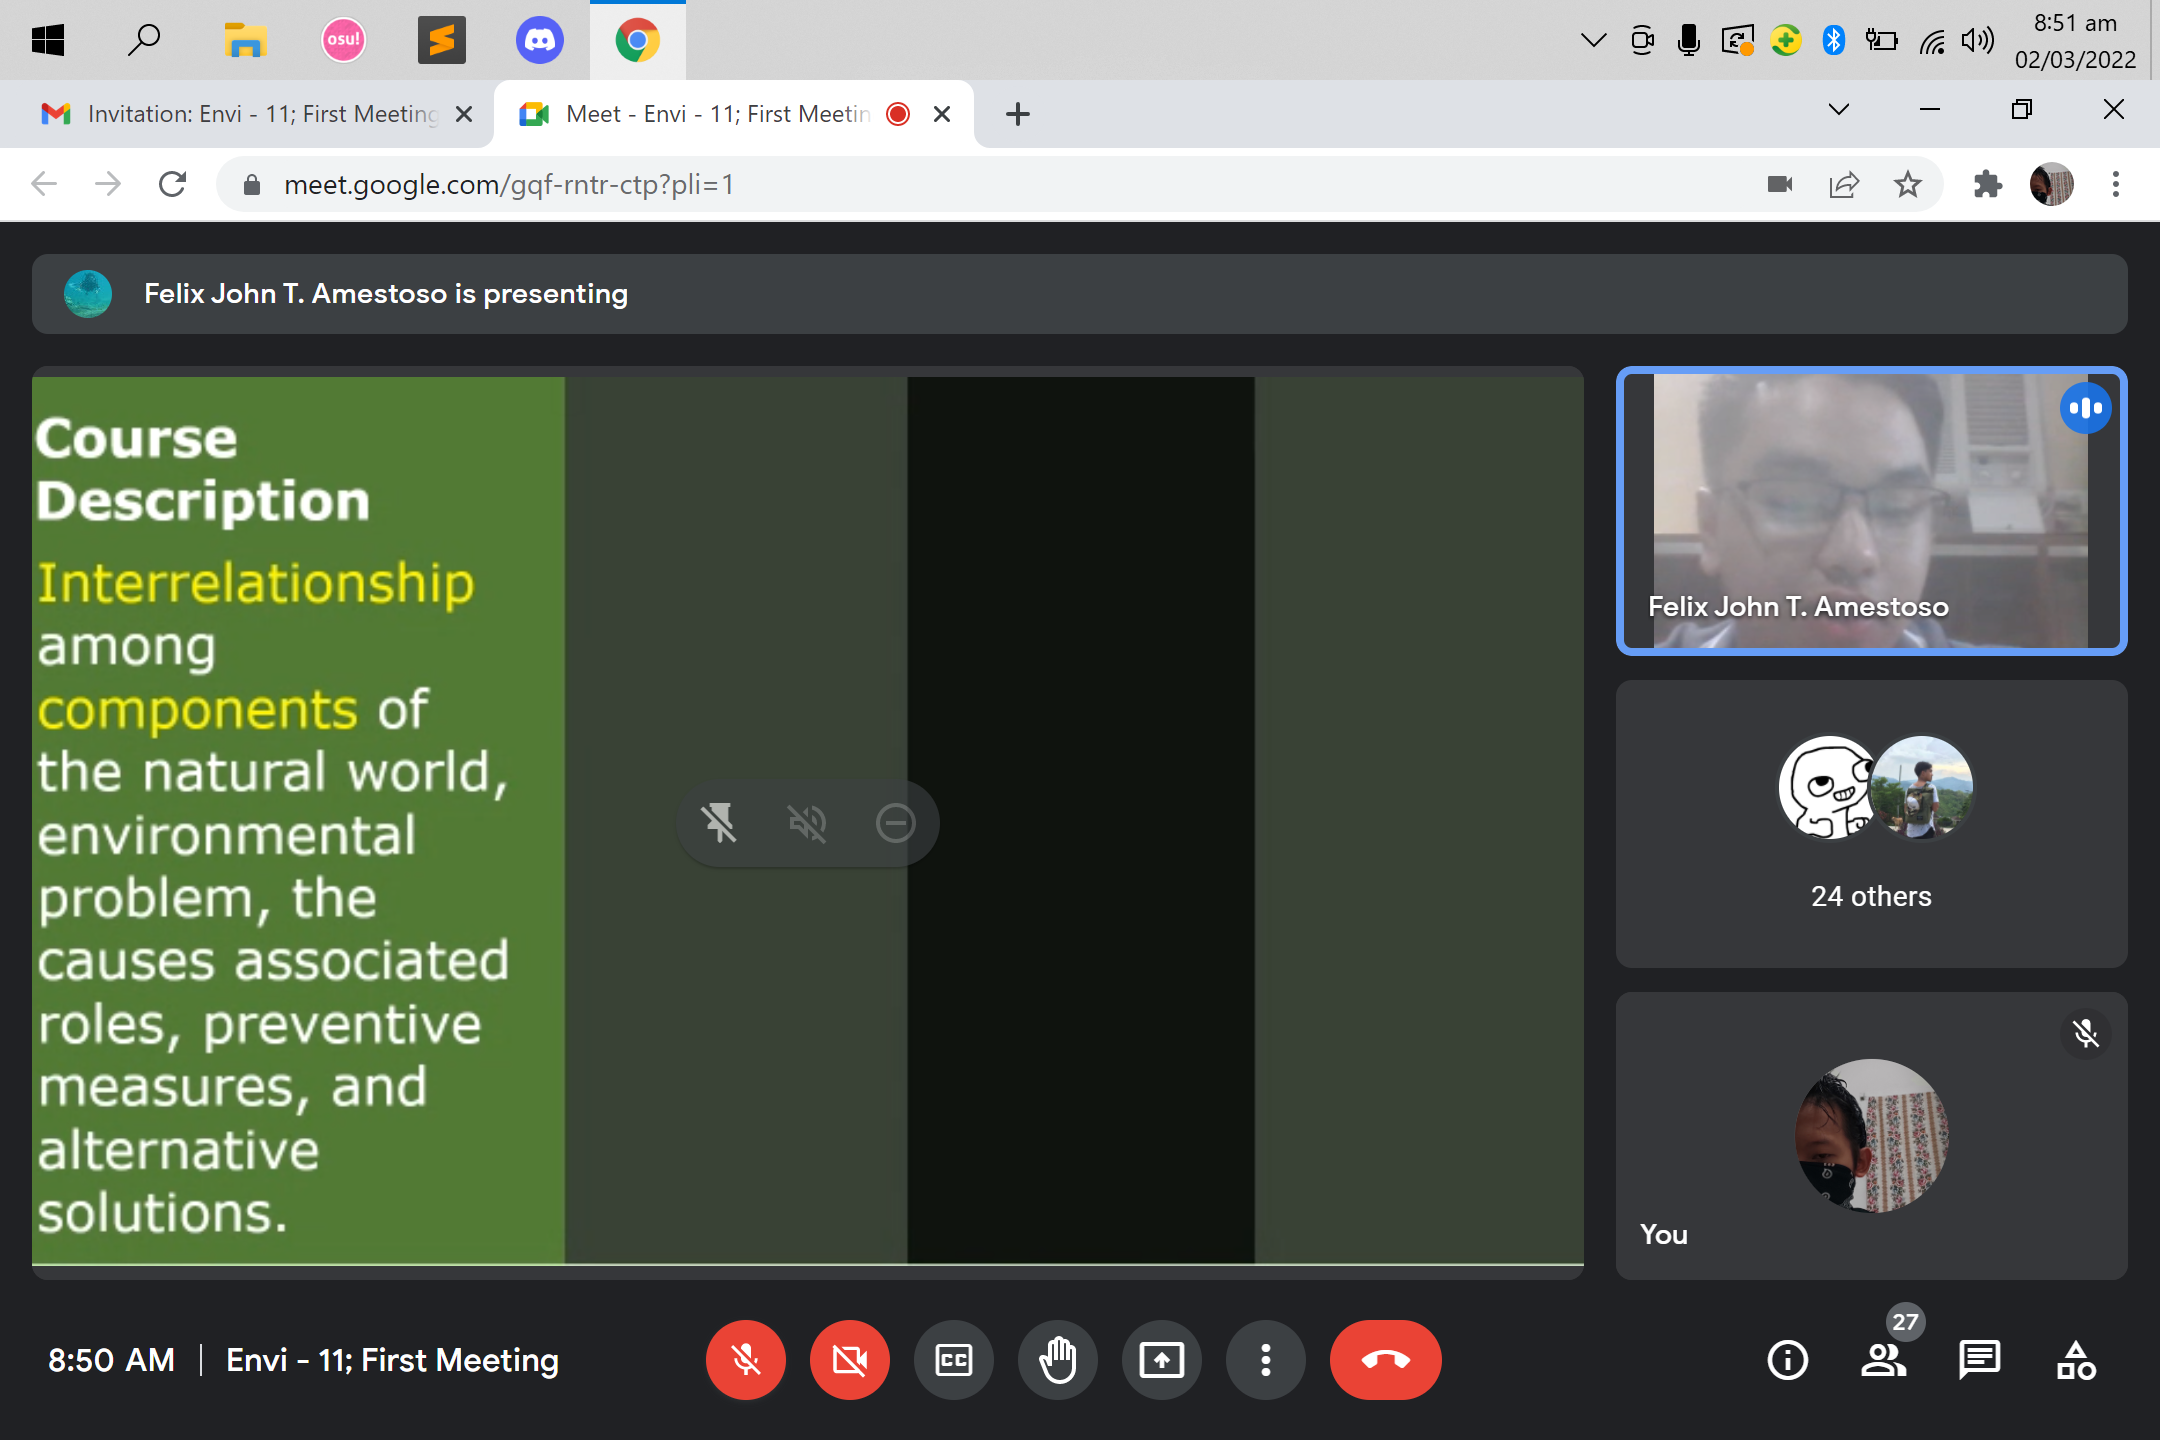 osu!
8:51 am
02/03/2022
Invitation: Envi - 11; First Meeting
Meet - Envi - 11; First Meetin
meet.google.com/gqf-rntr-ctp?pli=1
Felix John T. Amestoso is presenting
Course
Description
Interrelationship
among
components of
the natural world,
environmental
problem, the
causes associated
roles, preventive
measures, and
alternative
solutions.
Felix John T. Amestoso
24 others
You
8:50 AM | Envi - 11; First Meeting
CC
27